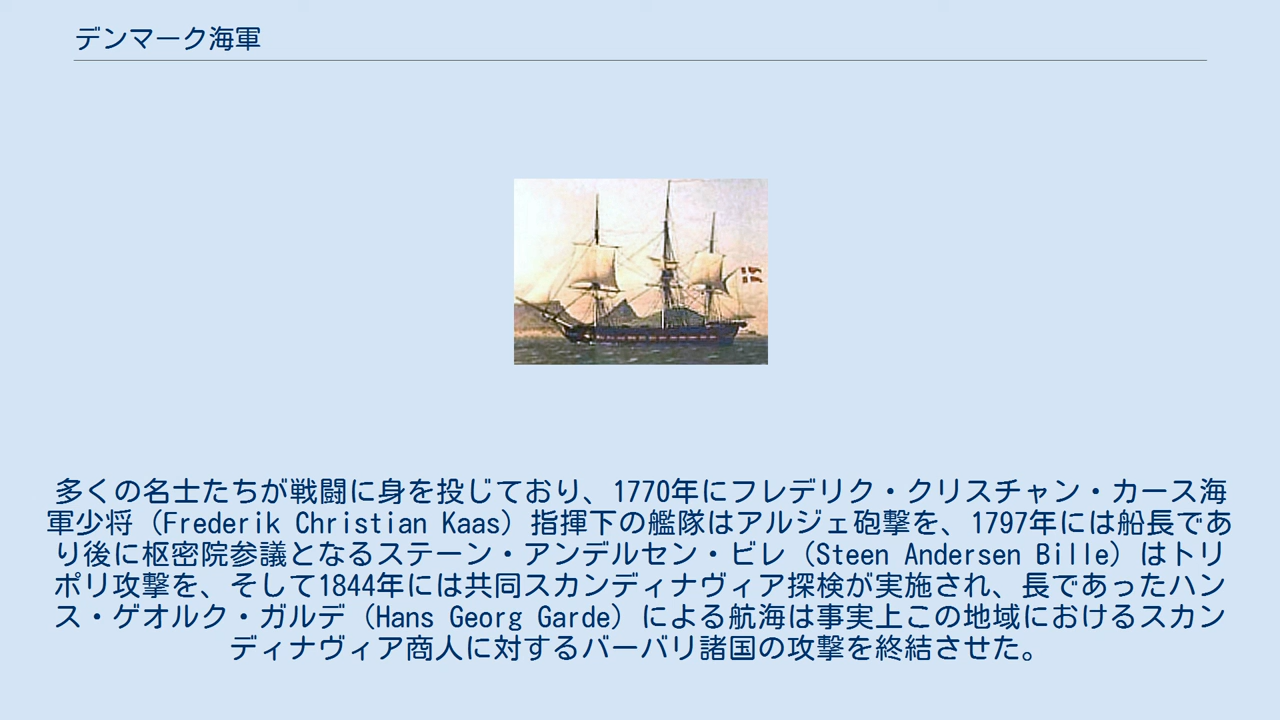 デンマーク海軍
多くの名士たちが戦闘に身を投じており、1770年にフレデリク・クリスチャン・カース海
軍少将（Frederik Christian Kaas）指揮下の艦隊はアルジェ砲撃を、1797年には船長であ
り後に枢密院参議となるステーン・アンデルセン・ビレ（Steen Andersen Bille）はトリ
ポリ攻撃を、そして1844年には共同スカンディナヴィア探検が実施され、長であったハン
ス・ゲオルク・ガルデ（Hans Georg Garde）による航海は事実上この地域におけるスカン
ディナヴィア商人に対するバーバリ諸国の攻撃を終結させた。